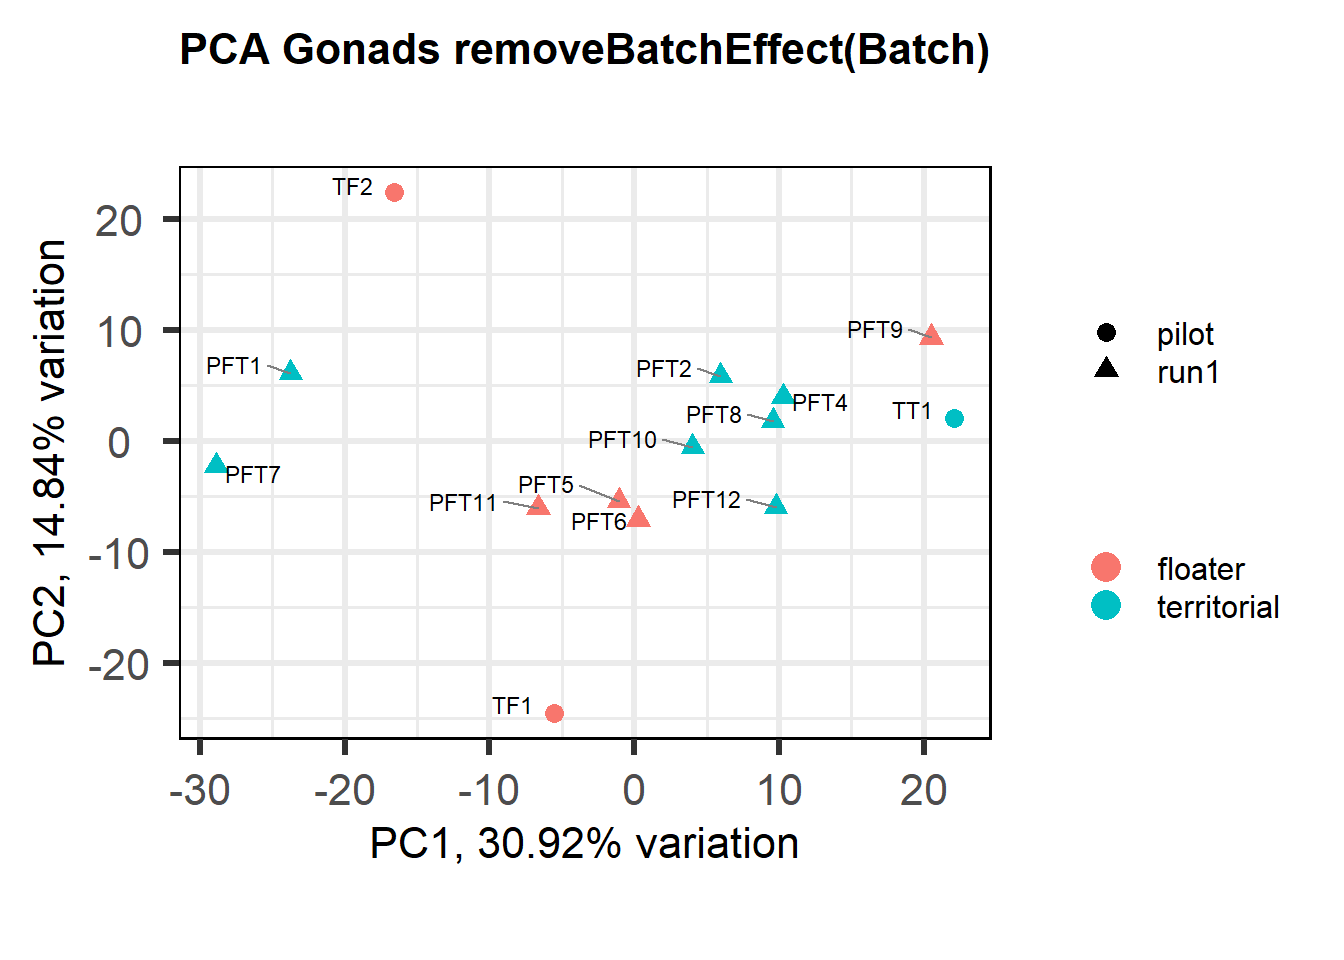 PCA Gonads removeBatchEffect(Batch)
TF2
20
10
PFT9
pilot
PFT1
PFT2
run1
PFT4
TT1
PFT8
0
PFT10
PFT7
PFT5
PFT11
PFT12
PFT6
-10
floater
territorial
-20
TF1
PC2, 14.84% variation
-30 -20 -10 0 10 20
PC1, 30.92% variation